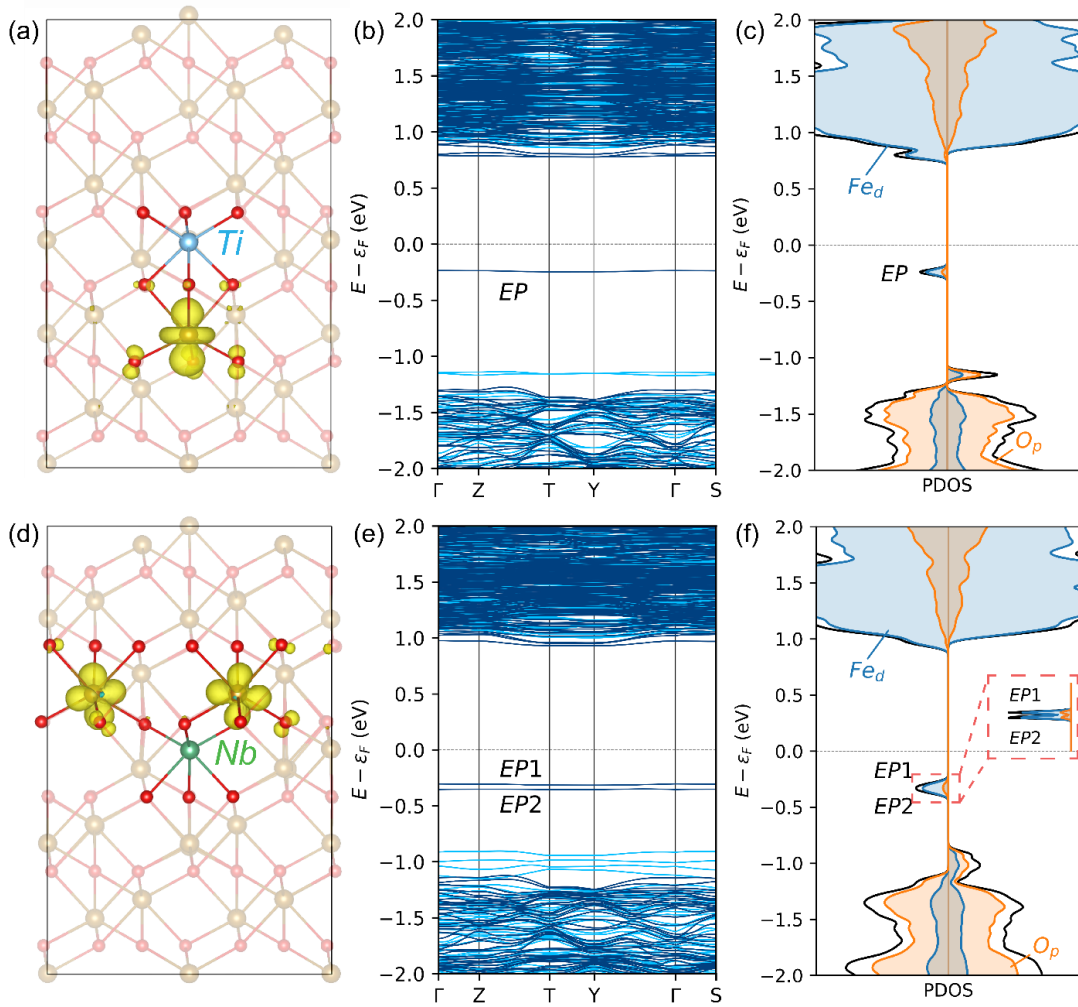 (a)
Ti
(b)
E − ε_F (eV)
2.0
1.5
1.0
0.5
0.0
−0.5
−1.0
−1.5
−2.0
EP
Γ Z T Y Γ S
(c)
E − ε_F (eV)
2.0
1.5
1.0
0.5
0.0
−0.5
−1.0
−1.5
−2.0
Fe_d
EP
O_p
PDOS
(d)
Nb
(e)
E − ε_F (eV)
2.0
1.5
1.0
0.5
0.0
−0.5
−1.0
−1.5
−2.0
EP1
EP2
Γ Z T Y Γ S
(f)
E − ε_F (eV)
2.0
1.5
1.0
0.5
0.0
−0.5
−1.0
−1.5
−2.0
Fe_d
EP1
EP2
EP1
EP2
O_p
PDOS